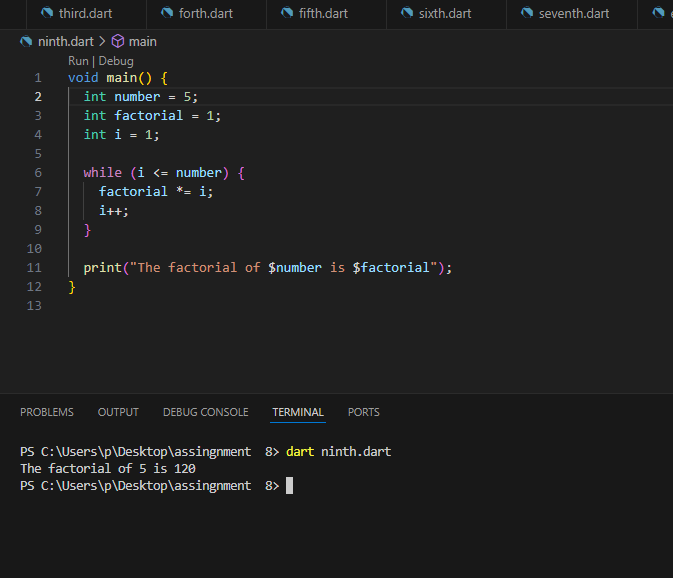 third.dart forth.dart fifth.dart sixth.dart seventh.dart
ninth.dart > main
Run | Debug
1 void main() {
2 int number = 5;
3 int factorial = 1;
4 int i = 1;
5
6 while (i <= number) {
7 factorial *= i;
8 i++;
9 }
10
11 print("The factorial of $number is $factorial");
12 }
13
PROBLEMS OUTPUT DEBUG CONSOLE TERMINAL PORTS
PS C:\Users\p\Desktop\assingnment  8> dart ninth.dart
The factorial of 5 is 120
PS C:\Users\p\Desktop\assingnment  8>